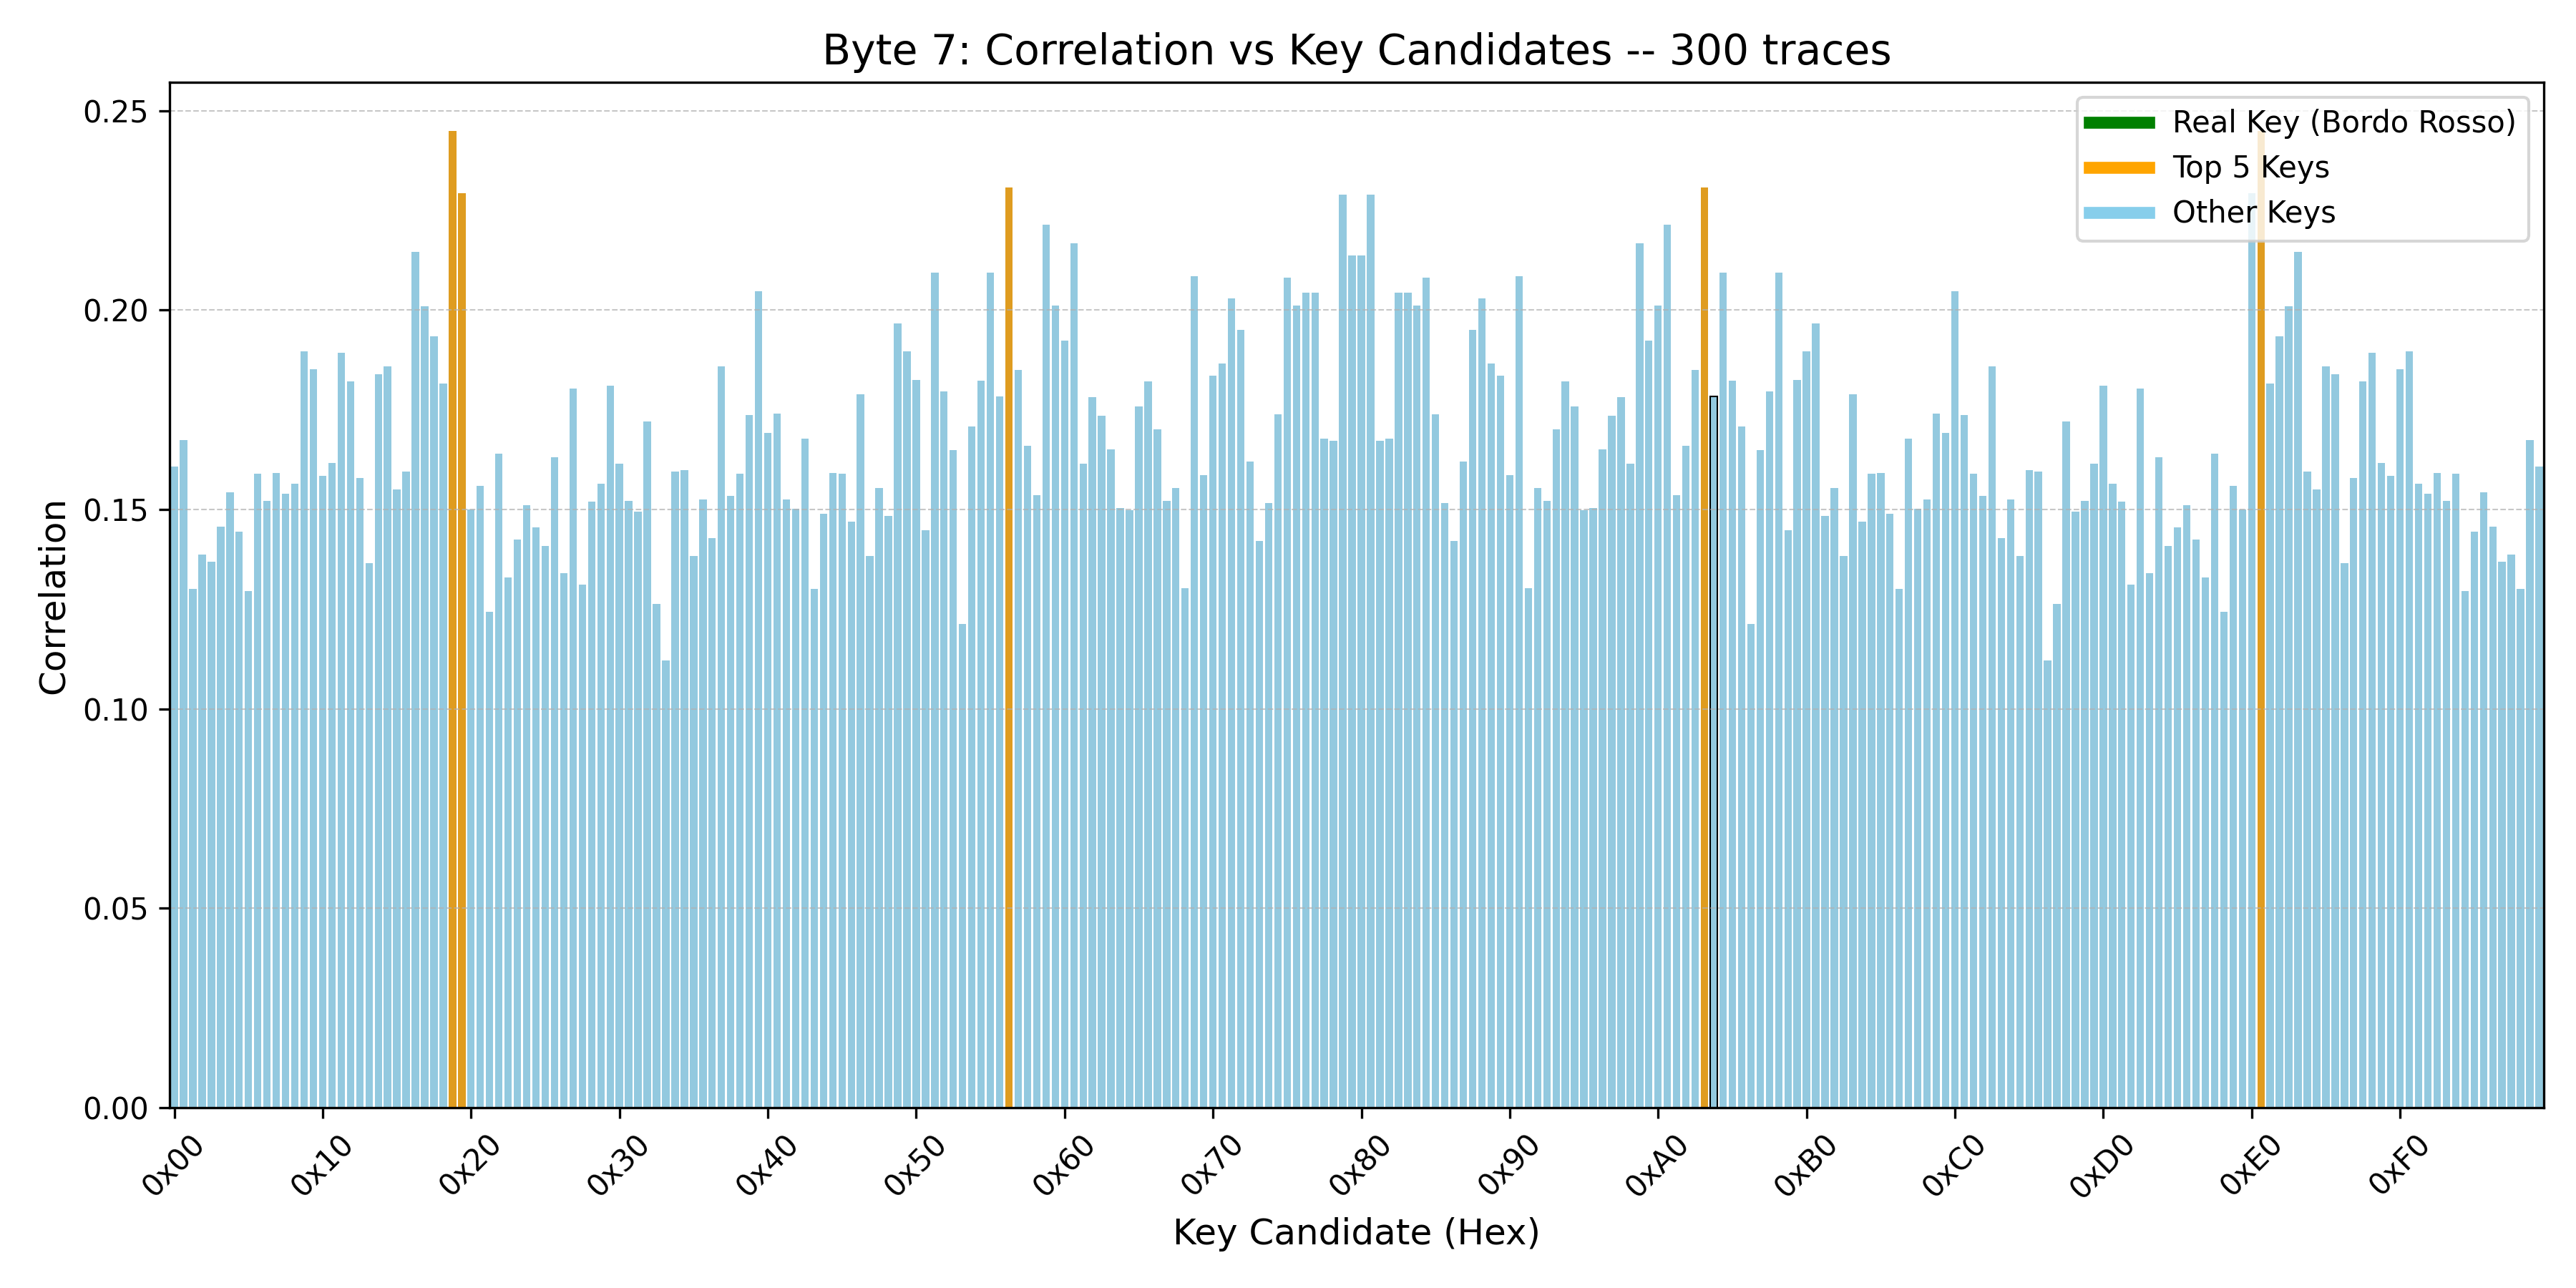 Byte 7: Correlation vs Key Candidates -- 300 traces
Real Key (Bordo Rosso)
Top 5 Keys
Other Keys
0.25
0.20
0.15
0.10
0.05
0.00
Correlation
0x00 0x10 0x20 0x30 0x40 0x50 0x60 0x70 0x80 0x90 0xA0 0xB0 0xC0 0xD0 0xE0 0xF0
Key Candidate (Hex)